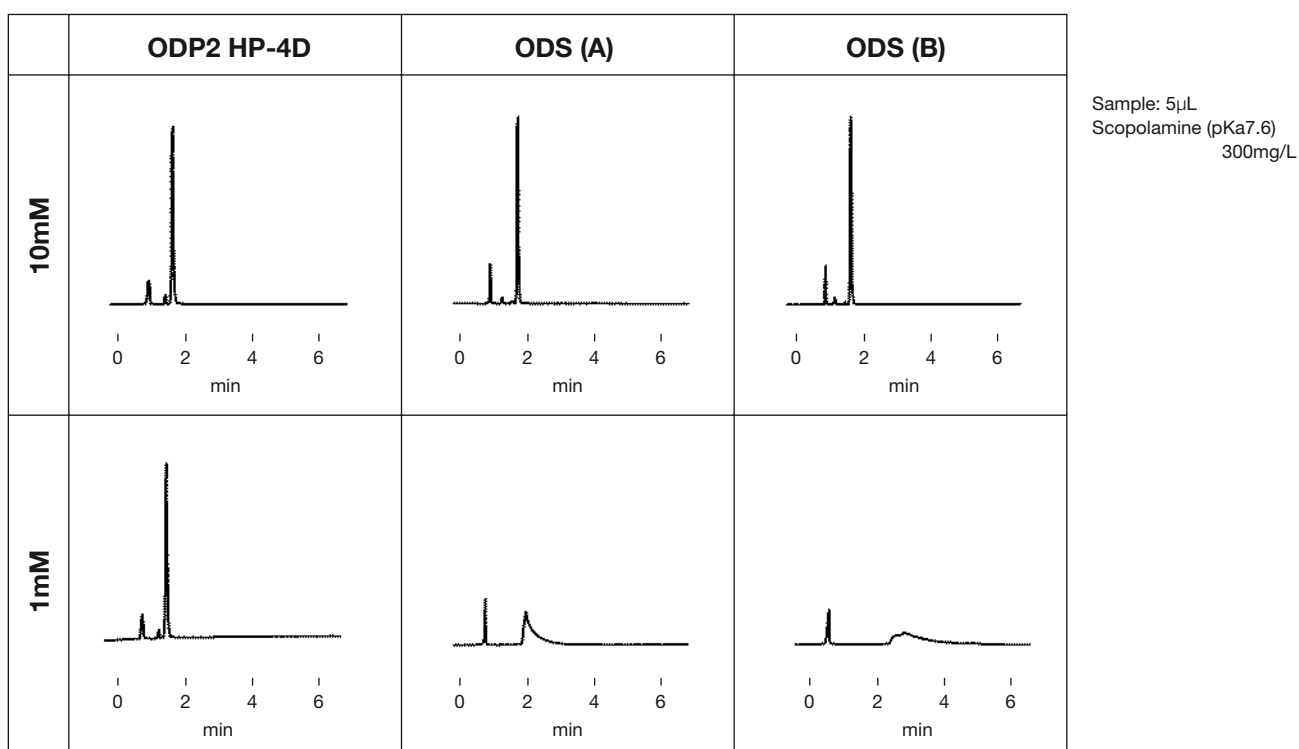 ODP2 HP-4D ODS (A) ODS (B)
Sample: 5µL
Scopolamine (pKa7.6)
300mg/L
10mM
0 2 4 6 0 2 4 6 0 2 4 6
min min min
1mM
0 2 4 6 0 2 4 6 0 2 4 6
min min min